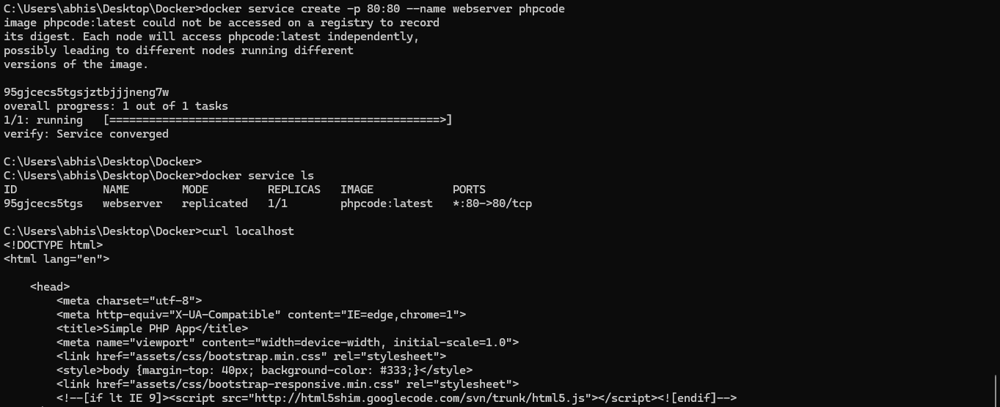 C:\Users\abhis\Desktop\Docker>docker service create -p 80:80 --name webserver phpcode
image phpcode:latest could not be accessed on a registry to record
its digest. Each node will access phpcode:latest independently,
possibly leading to different nodes running different
versions of the image.
95gjcecs5tgsjztbjjjneng7w
overall progress: 1 out of 1 tasks
1/1: running   [==================================================>]
verify: Service converged
C:\Users\abhis\Desktop\Docker>
C:\Users\abhis\Desktop\Docker>docker service ls
ID             NAME        MODE         REPLICAS   IMAGE            PORTS
95gjcecs5tgs   webserver   replicated   1/1        phpcode:latest   *:80->80/tcp
C:\Users\abhis\Desktop\Docker>curl localhost
<!DOCTYPE html>
<html lang="en">
    <head>
        <meta charset="utf-8">
        <meta http-equiv="X-UA-Compatible" content="IE=edge,chrome=1">
        <title>Simple PHP App</title>
        <meta name="viewport" content="width=device-width, initial-scale=1.0">
        <link href="assets/css/bootstrap.min.css" rel="stylesheet">
        <style>body {margin-top: 40px; background-color: #333;}</style>
        <link href="assets/css/bootstrap-responsive.min.css" rel="stylesheet">
        <!--[if lt IE 9]><script src="http://html5shim.googlecode.com/svn/trunk/html5.js"></script><![endif]-->